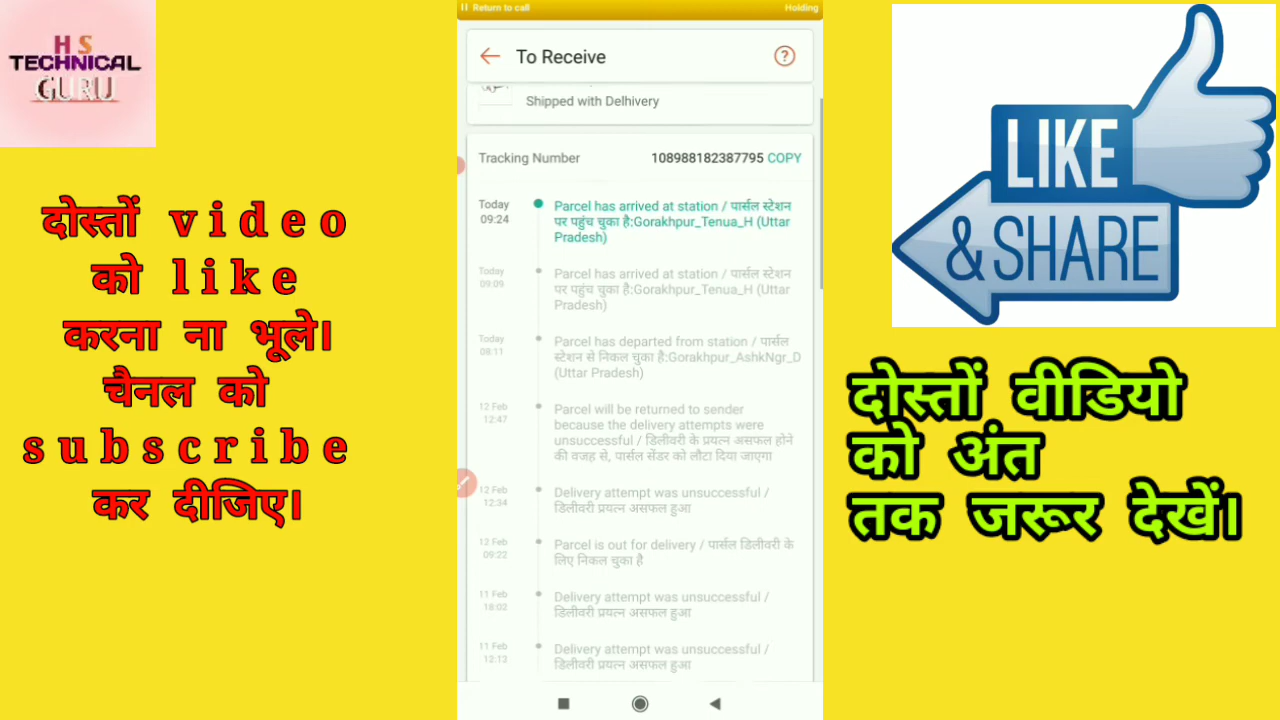 H S
TECHNICAL
GURU
दोस्तों video
को like
करना ना भूले।
चैनल को
subscribe
कर दीजिए।
Return to call
Holding
To Receive
?
Shipped with Delhivery
Tracking Number 108988182387795 COPY
Today
09:24
Parcel has arrived at station / पार्सल स्टेशन
पर पहुंच चुका है:Gorakhpur_Tenua_H (Uttar
Pradesh)
Today
09:09
Parcel has arrived at station / पार्सल स्टेशन
पर पहुंच चुका है:Gorakhpur_Tenua_H (Uttar
Pradesh)
Today
08:11
Parcel has departed from station / पार्सल
स्टेशन से निकल चुका है:Gorakhpur_AshkNgr_D
(Uttar Pradesh)
12 Feb
12:47
Parcel will be returned to sender
because the delivery attempts were
unsuccessful / डिलीवरी के प्रयत्न असफल होने
की वजह से, पार्सल सेंडर को लौटा दिया जाएगा
12 Feb
12:34
Delivery attempt was unsuccessful /
डिलीवरी प्रयत्न असफल हुआ
12 Feb
09:22
Parcel is out for delivery / पार्सल डिलीवरी के
लिए निकल चुका है
11 Feb
18:02
Delivery attempt was unsuccessful /
डिलीवरी प्रयत्न असफल हुआ
11 Feb
12:13
Delivery attempt was unsuccessful /
डिलीवरी प्रयत्न असफल हुआ
LIKE
& SHARE
दोस्तों वीडियो
को अंत
तक जरूर देखें।